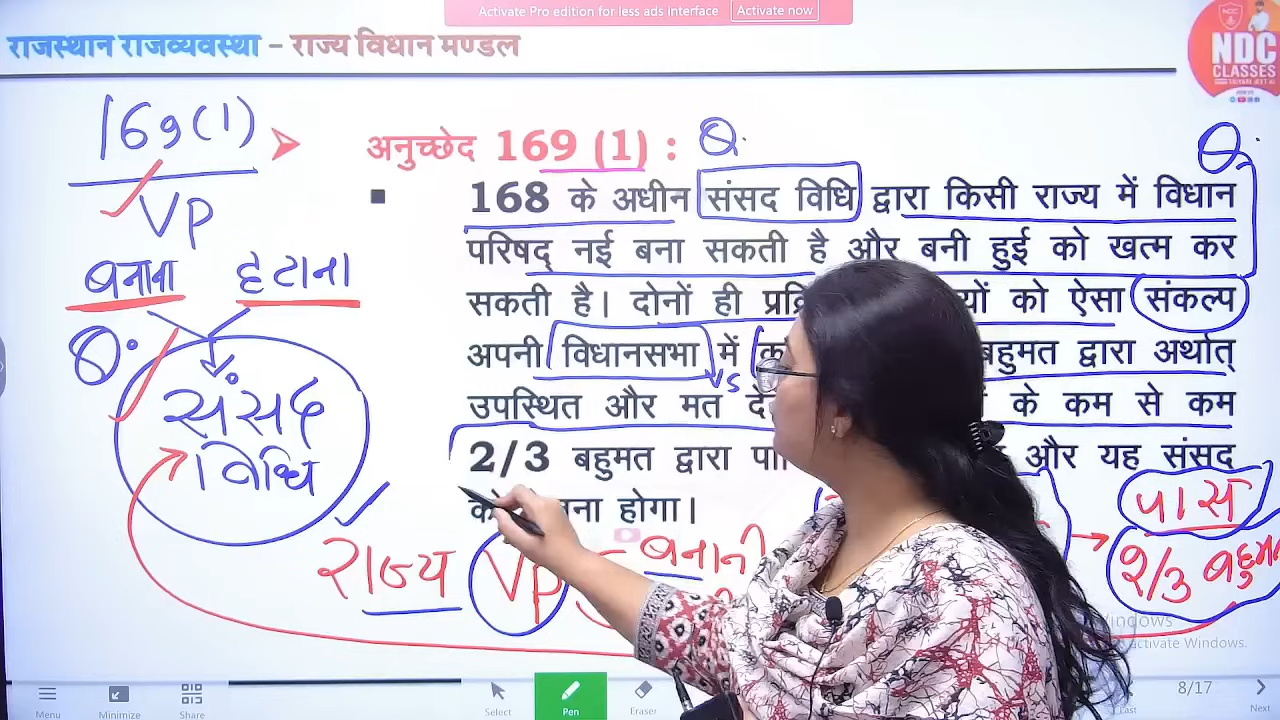 Activate Pro edition for less ads interface Activate now
राजस्थान राजव्यवस्था – राज्य विधान मण्डल
NDC
CLASSES
169(1)
VP
बनाना हटाना
Q.
संसद
विधि
अनुच्छेद 169 (1) : Q.
Q.
168 के अधीन संसद विधि द्वारा किसी राज्य में विधान
परिषद् नई बना सकती है और बनी हुई को खत्म कर
सकती है। दोनों ही को ऐसा संकल्प
अपनी विधानसभा में बहुमत द्वारा अर्थात्
उपस्थित और मत के कम से कम
2/3 बहुमत द्वारा और यह संसद
होगा।
राज्य VP बनानी
पास
2/3 बहुमत
Windows
Activate Windows.
Menu Minimize Share Select Pen Eraser 8/17 Last Next